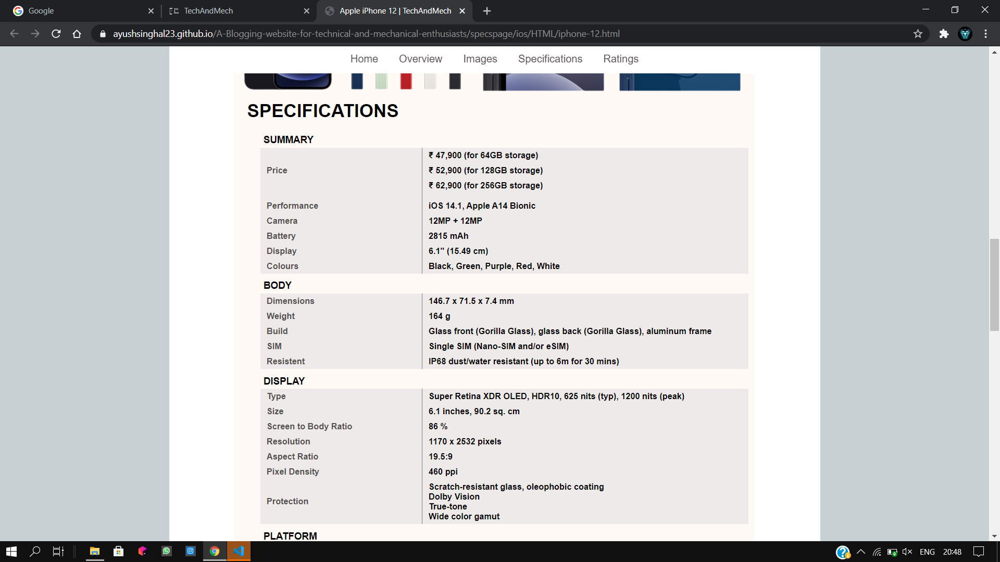 Google
TechAndMech
Apple iPhone 12 | TechAndMech
ayushsinghal23.github.io/A-Blogging-website-for-technical-and-mechanical-enthusiasts/specspage/ios/HTML/iphone-12.html
Home Overview Images Specifications Ratings
SPECIFICATIONS
SUMMARY
Price
₹ 47,900 (for 64GB storage)
₹ 52,900 (for 128GB storage)
₹ 62,900 (for 256GB storage)
Performance iOS 14.1, Apple A14 Bionic
Camera 12MP + 12MP
Battery 2815 mAh
Display 6.1" (15.49 cm)
Colours Black, Green, Purple, Red, White
BODY
Dimensions 146.7 x 71.5 x 7.4 mm
Weight 164 g
Build Glass front (Gorilla Glass), glass back (Gorilla Glass), aluminum frame
SIM Single SIM (Nano-SIM and/or eSIM)
Resistent IP68 dust/water resistant (up to 6m for 30 mins)
DISPLAY
Type Super Retina XDR OLED, HDR10, 625 nits (typ), 1200 nits (peak)
Size 6.1 inches, 90.2 sq. cm
Screen to Body Ratio 86 %
Resolution 1170 x 2532 pixels
Aspect Ratio 19.5:9
Pixel Density 460 ppi
Protection
Scratch-resistant glass, oleophobic coating
Dolby Vision
True-tone
Wide color gamut
PLATFORM
ENG 20:48